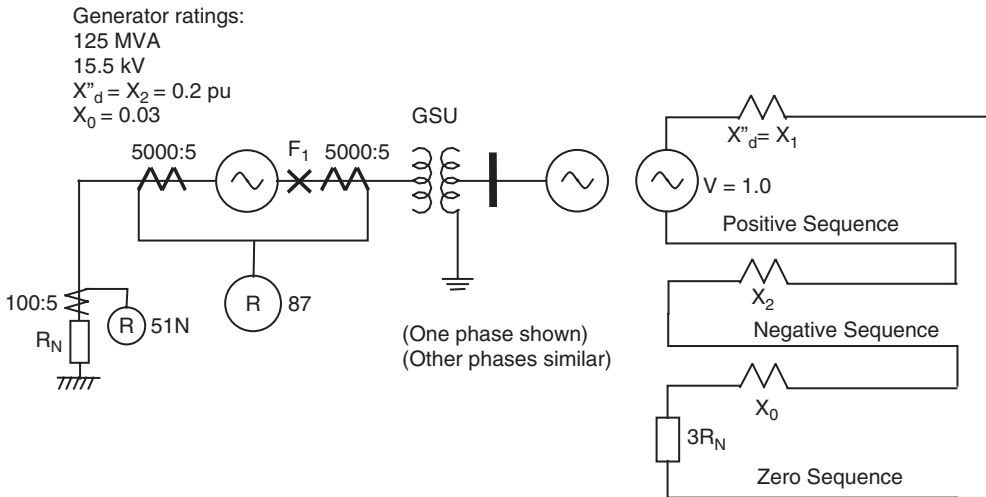 Generator ratings:
125 MVA
15.5 kV
X"d = X2 = 0.2 pu
X0 = 0.03
5000:5
F1
5000:5
GSU
X"d = X1
V = 1.0
Positive Sequence
100:5
R
51N
R
87
X2
RN
(One phase shown)
(Other phases similar)
Negative Sequence
X0
3RN
Zero Sequence